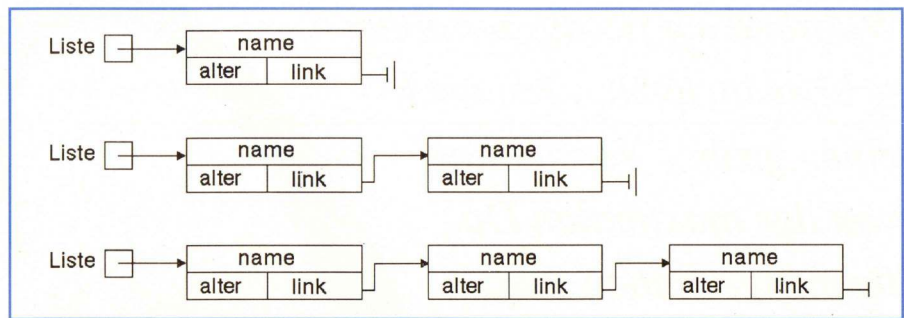 Liste name
alter link
Liste name name
alter link alter link
Liste name name name
alter link alter link alter link